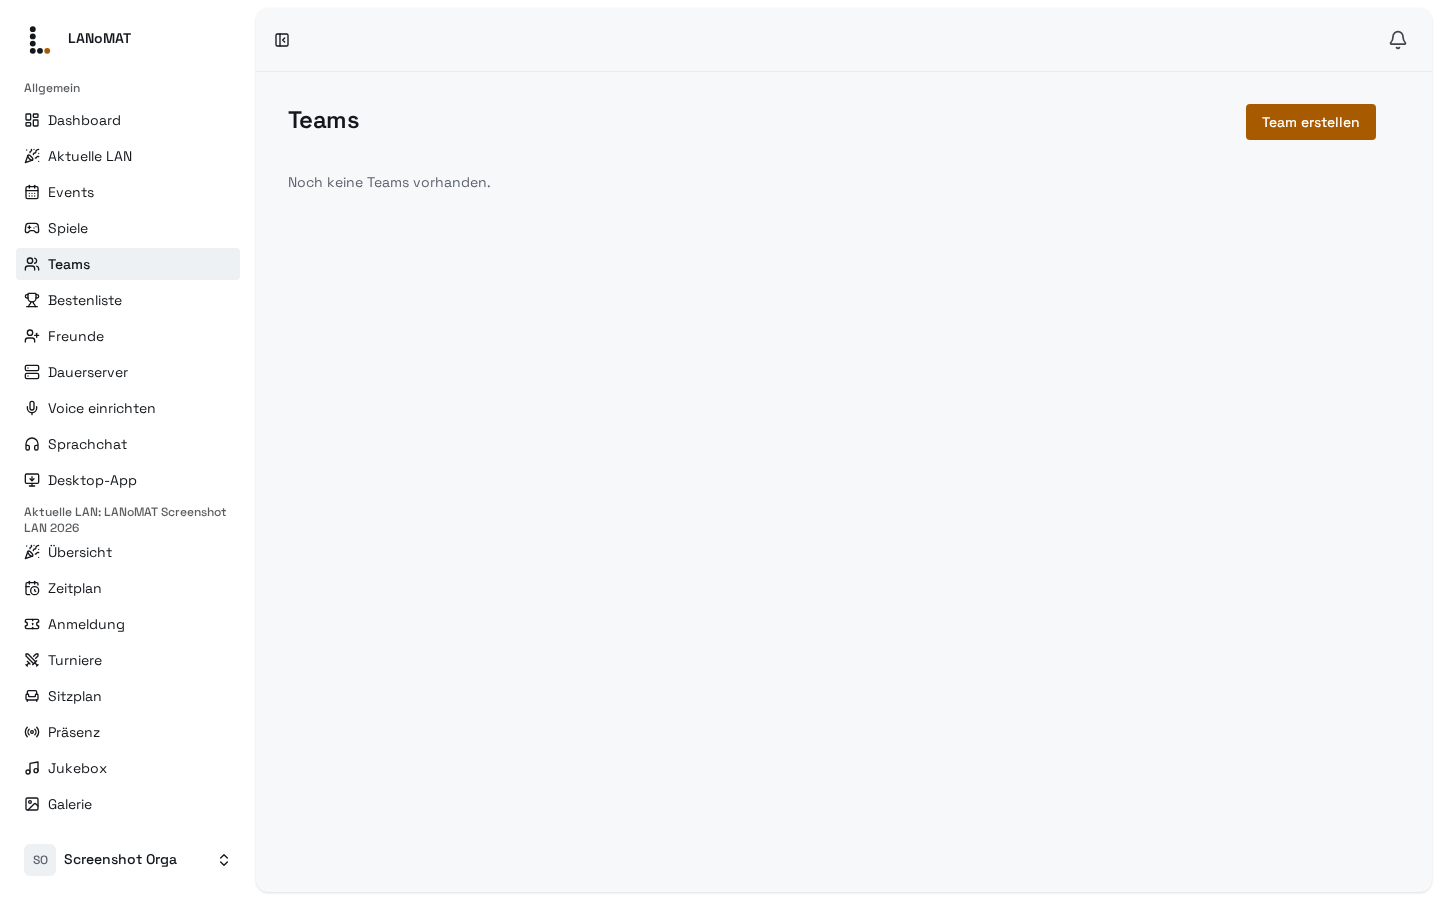 LANoMAT
Allgemein
Dashboard
Aktuelle LAN
Events
Spiele
Teams
Bestenliste
Freunde
Dauerserver
Voice einrichten
Sprachchat
Desktop-App
Aktuelle LAN: LANoMAT Screenshot
LAN 2026
Übersicht
Zeitplan
Anmeldung
Turniere
Sitzplan
Präsenz
Jukebox
Galerie
SO
Screenshot Orga
Teams
Team erstellen
Noch keine Teams vorhanden.